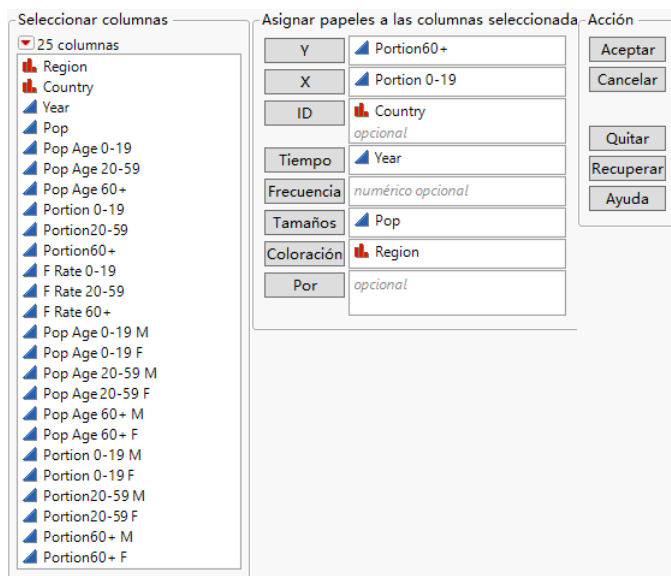 Seleccionar columnas
25 columnas
Region
Country
Year
Pop
Pop Age 0-19
Pop Age 20-59
Pop Age 60+
Portion 0-19
Portion20-59
Portion60+
F Rate 0-19
F Rate 20-59
F Rate 60+
Pop Age 0-19 M
Pop Age 0-19 F
Pop Age 20-59 M
Pop Age 20-59 F
Pop Age 60+ M
Pop Age 60+ F
Portion 0-19 M
Portion 0-19 F
Portion20-59 M
Portion20-59 F
Portion60+ M
Portion60+ F
Asignar papeles a las columnas seleccionada
Y Portion60+
X Portion 0-19
ID Country
opcional
Tiempo Year
Frecuencia numérico opcional
Tamaños Pop
Coloración Region
Por opcional
Acción
Aceptar
Cancelar
Quitar
Recuperar
Ayuda